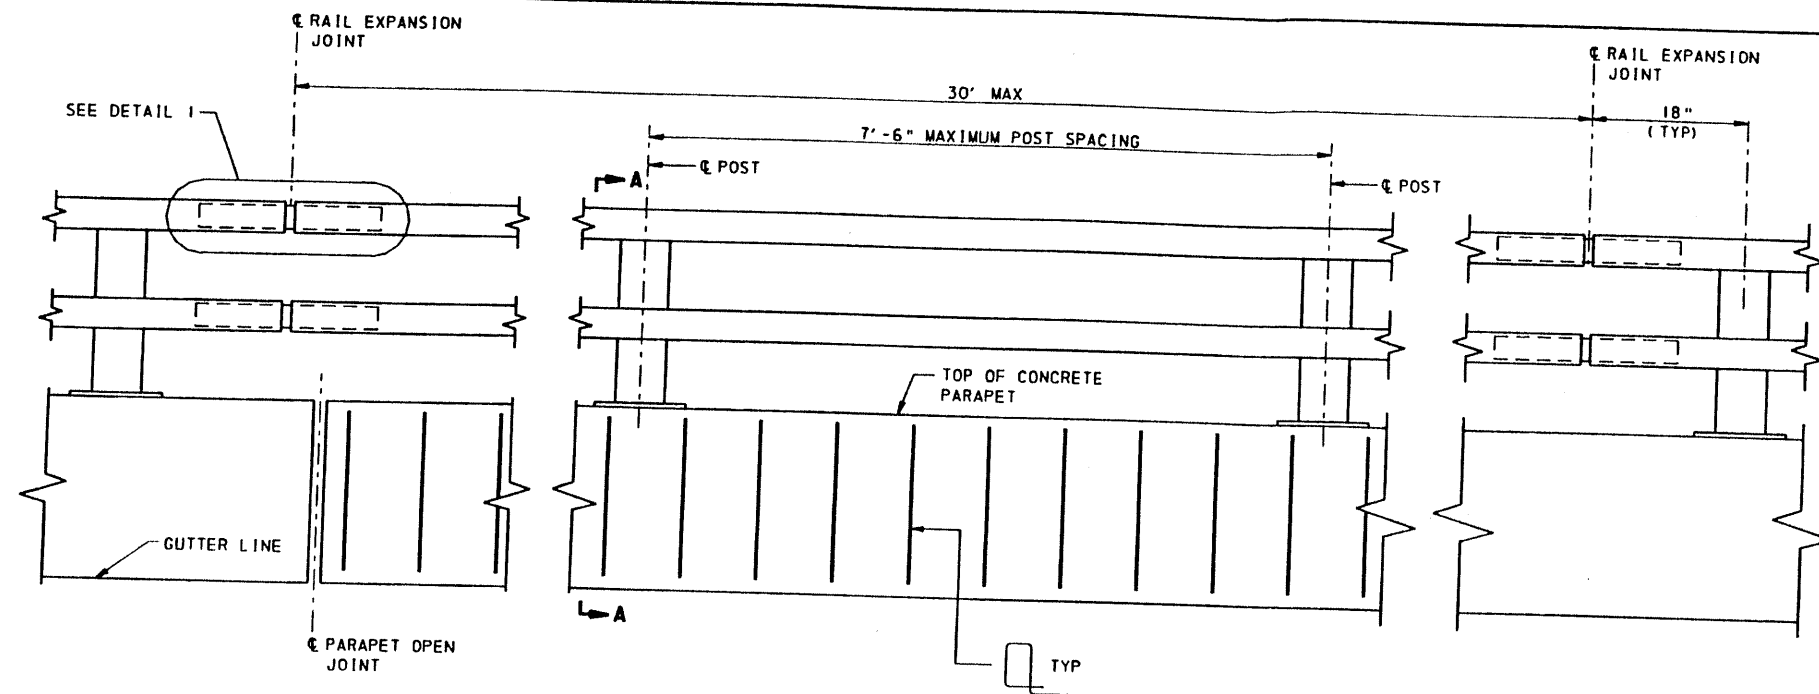 ℄ RAIL EXPANSION
JOINT
℄ RAIL EXPANSION
JOINT
30' MAX
18"
(TYP)
SEE DETAIL 1
7'-6" MAXIMUM POST SPACING
℄ POST
℄ POST
A
TOP OF CONCRETE
PARAPET
GUTTER LINE
A
℄ PARAPET OPEN
JOINT
TYP